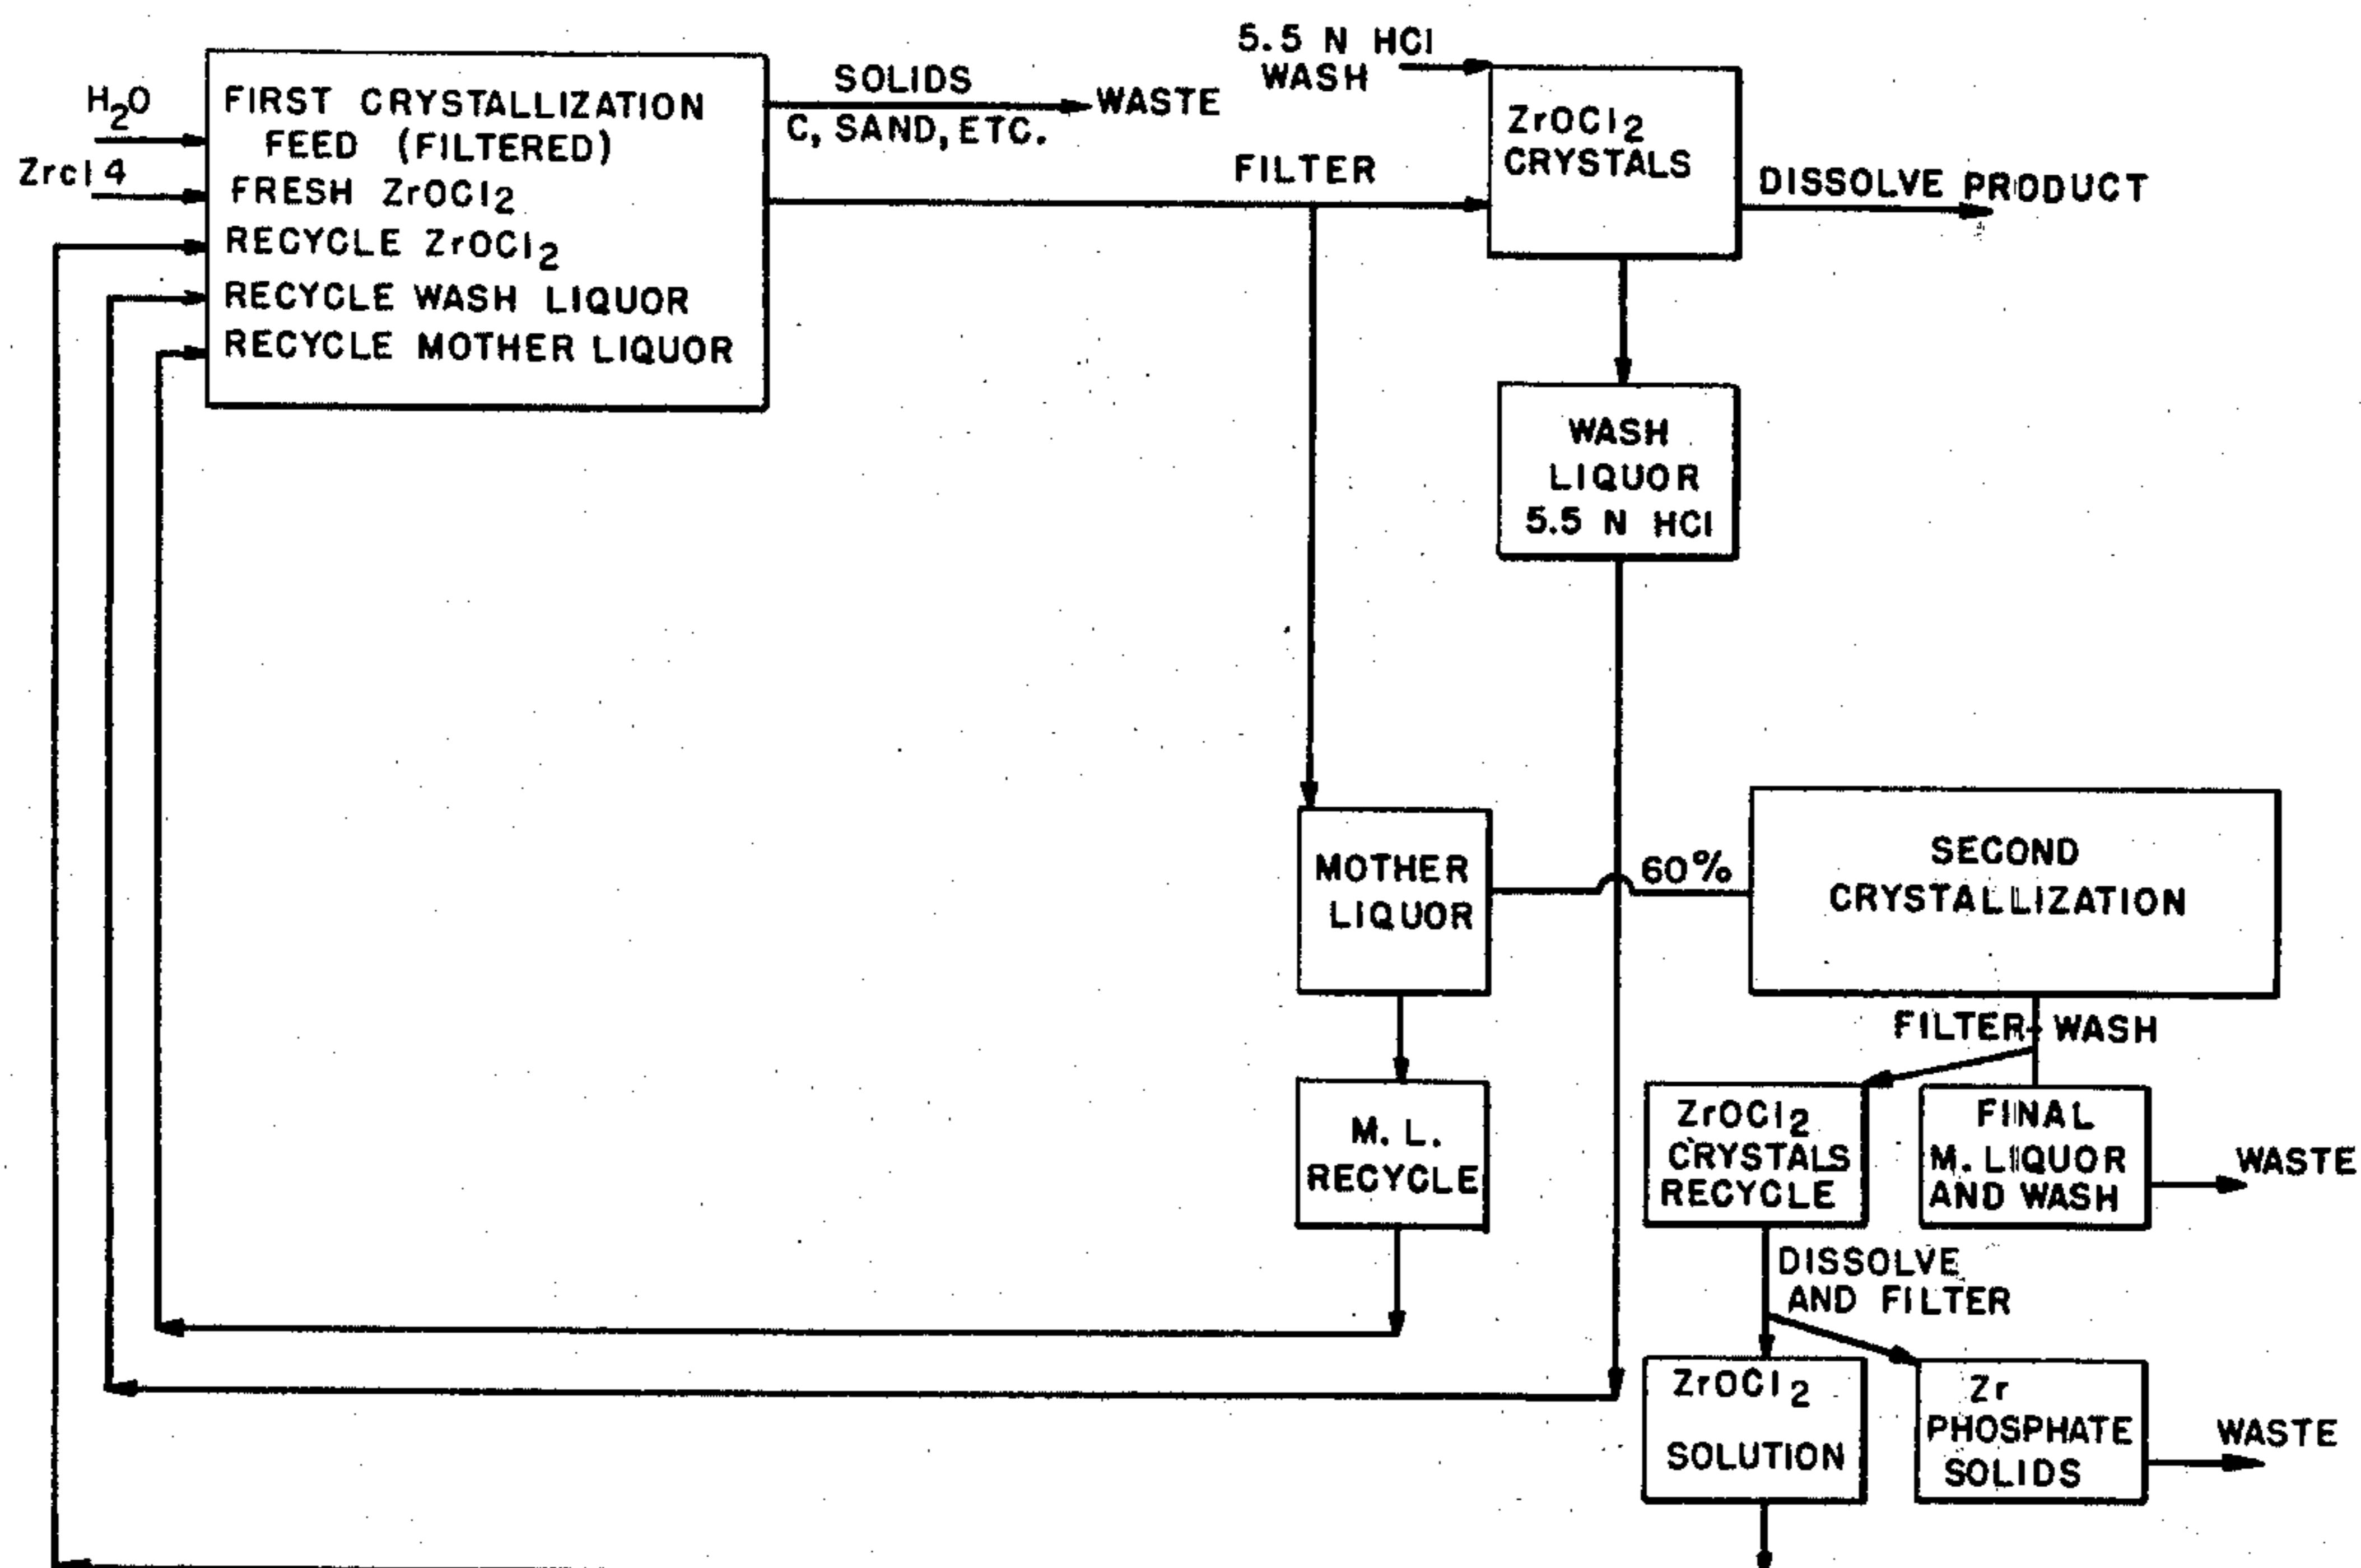 H2O
Zrcl4
FIRST CRYSTALLIZATION
FEED (FILTERED)
FRESH ZrOCl2
RECYCLE ZrOCl2
RECYCLE WASH LIQUOR
RECYCLE MOTHER LIQUOR
SOLIDS
C, SAND, ETC.
WASTE
5.5 N HCl
WASH
FILTER
ZrOCl2
CRYSTALS
DISSOLVE PRODUCT
WASH
LIQUOR
5.5 N HCl
MOTHER
LIQUOR
60%
SECOND
CRYSTALLIZATION
FILTER + WASH
M. L.
RECYCLE
ZrOCl2
CRYSTALS
RECYCLE
FINAL
M. LIQUOR
AND WASH
WASTE
DISSOLVE
AND FILTER
ZrOCl2
SOLUTION
Zr
PHOSPHATE
SOLIDS
WASTE